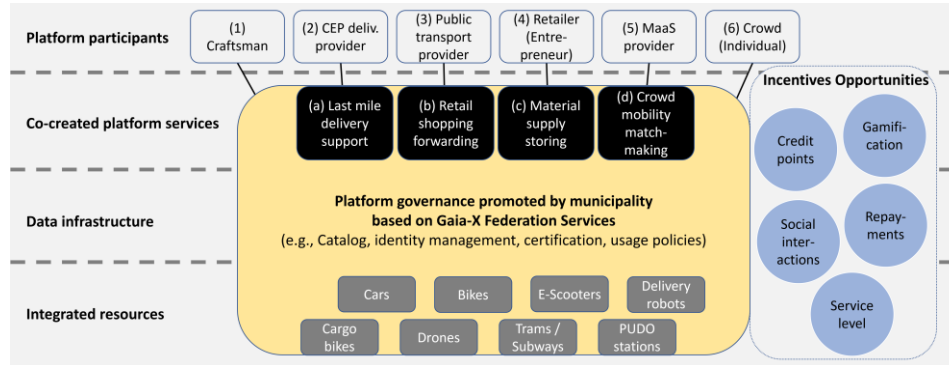 Platform participants
(1)
Craftsman
(2) CEP deliv.
provider
(3) Public
transport
provider
(4) Retailer
(Entre-
preneur)
(5) MaaS
provider
(6) Crowd
(Individual)
Incentives Opportunities
Co-created platform services
(a) Last mile
delivery
support
(b) Retail
shopping
forwarding
(c) Material
supply
storing
(d) Crowd
mobility
match-
making
Credit
points
Gamifi-
cation
Data infrastructure
Platform governance promoted by municipality
based on Gaia-X Federation Services
(e.g., Catalog, identity management, certification, usage policies)
Social
inter-
actions
Repay-
ments
Integrated resources
Cars
Bikes
E-Scooters
Delivery
robots
Cargo
bikes
Drones
Trams /
Subways
PUDO
stations
Service
level